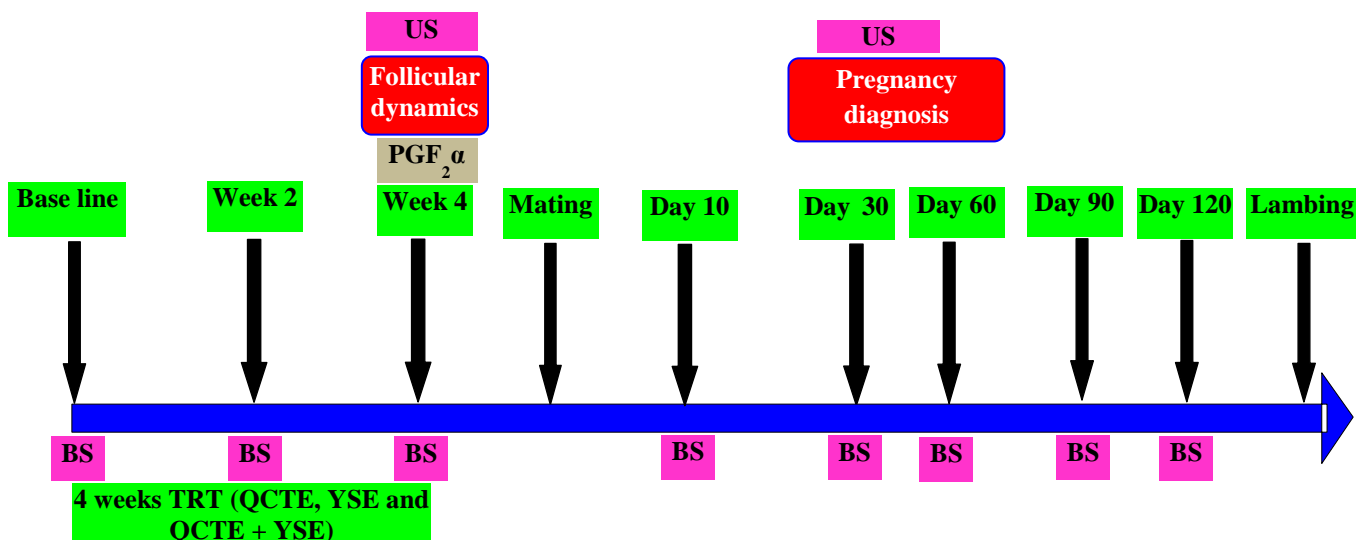 US
Follicular
dynamics
PGF₂α
US
Pregnancy
diagnosis
Base line
Week 2
Week 4
Mating
Day 10
Day 30
Day 60
Day 90
Day 120
Lambing
BS
BS
BS
BS
BS
BS
BS
BS
4 weeks TRT (QCTE, YSE and
QCTE + YSE)